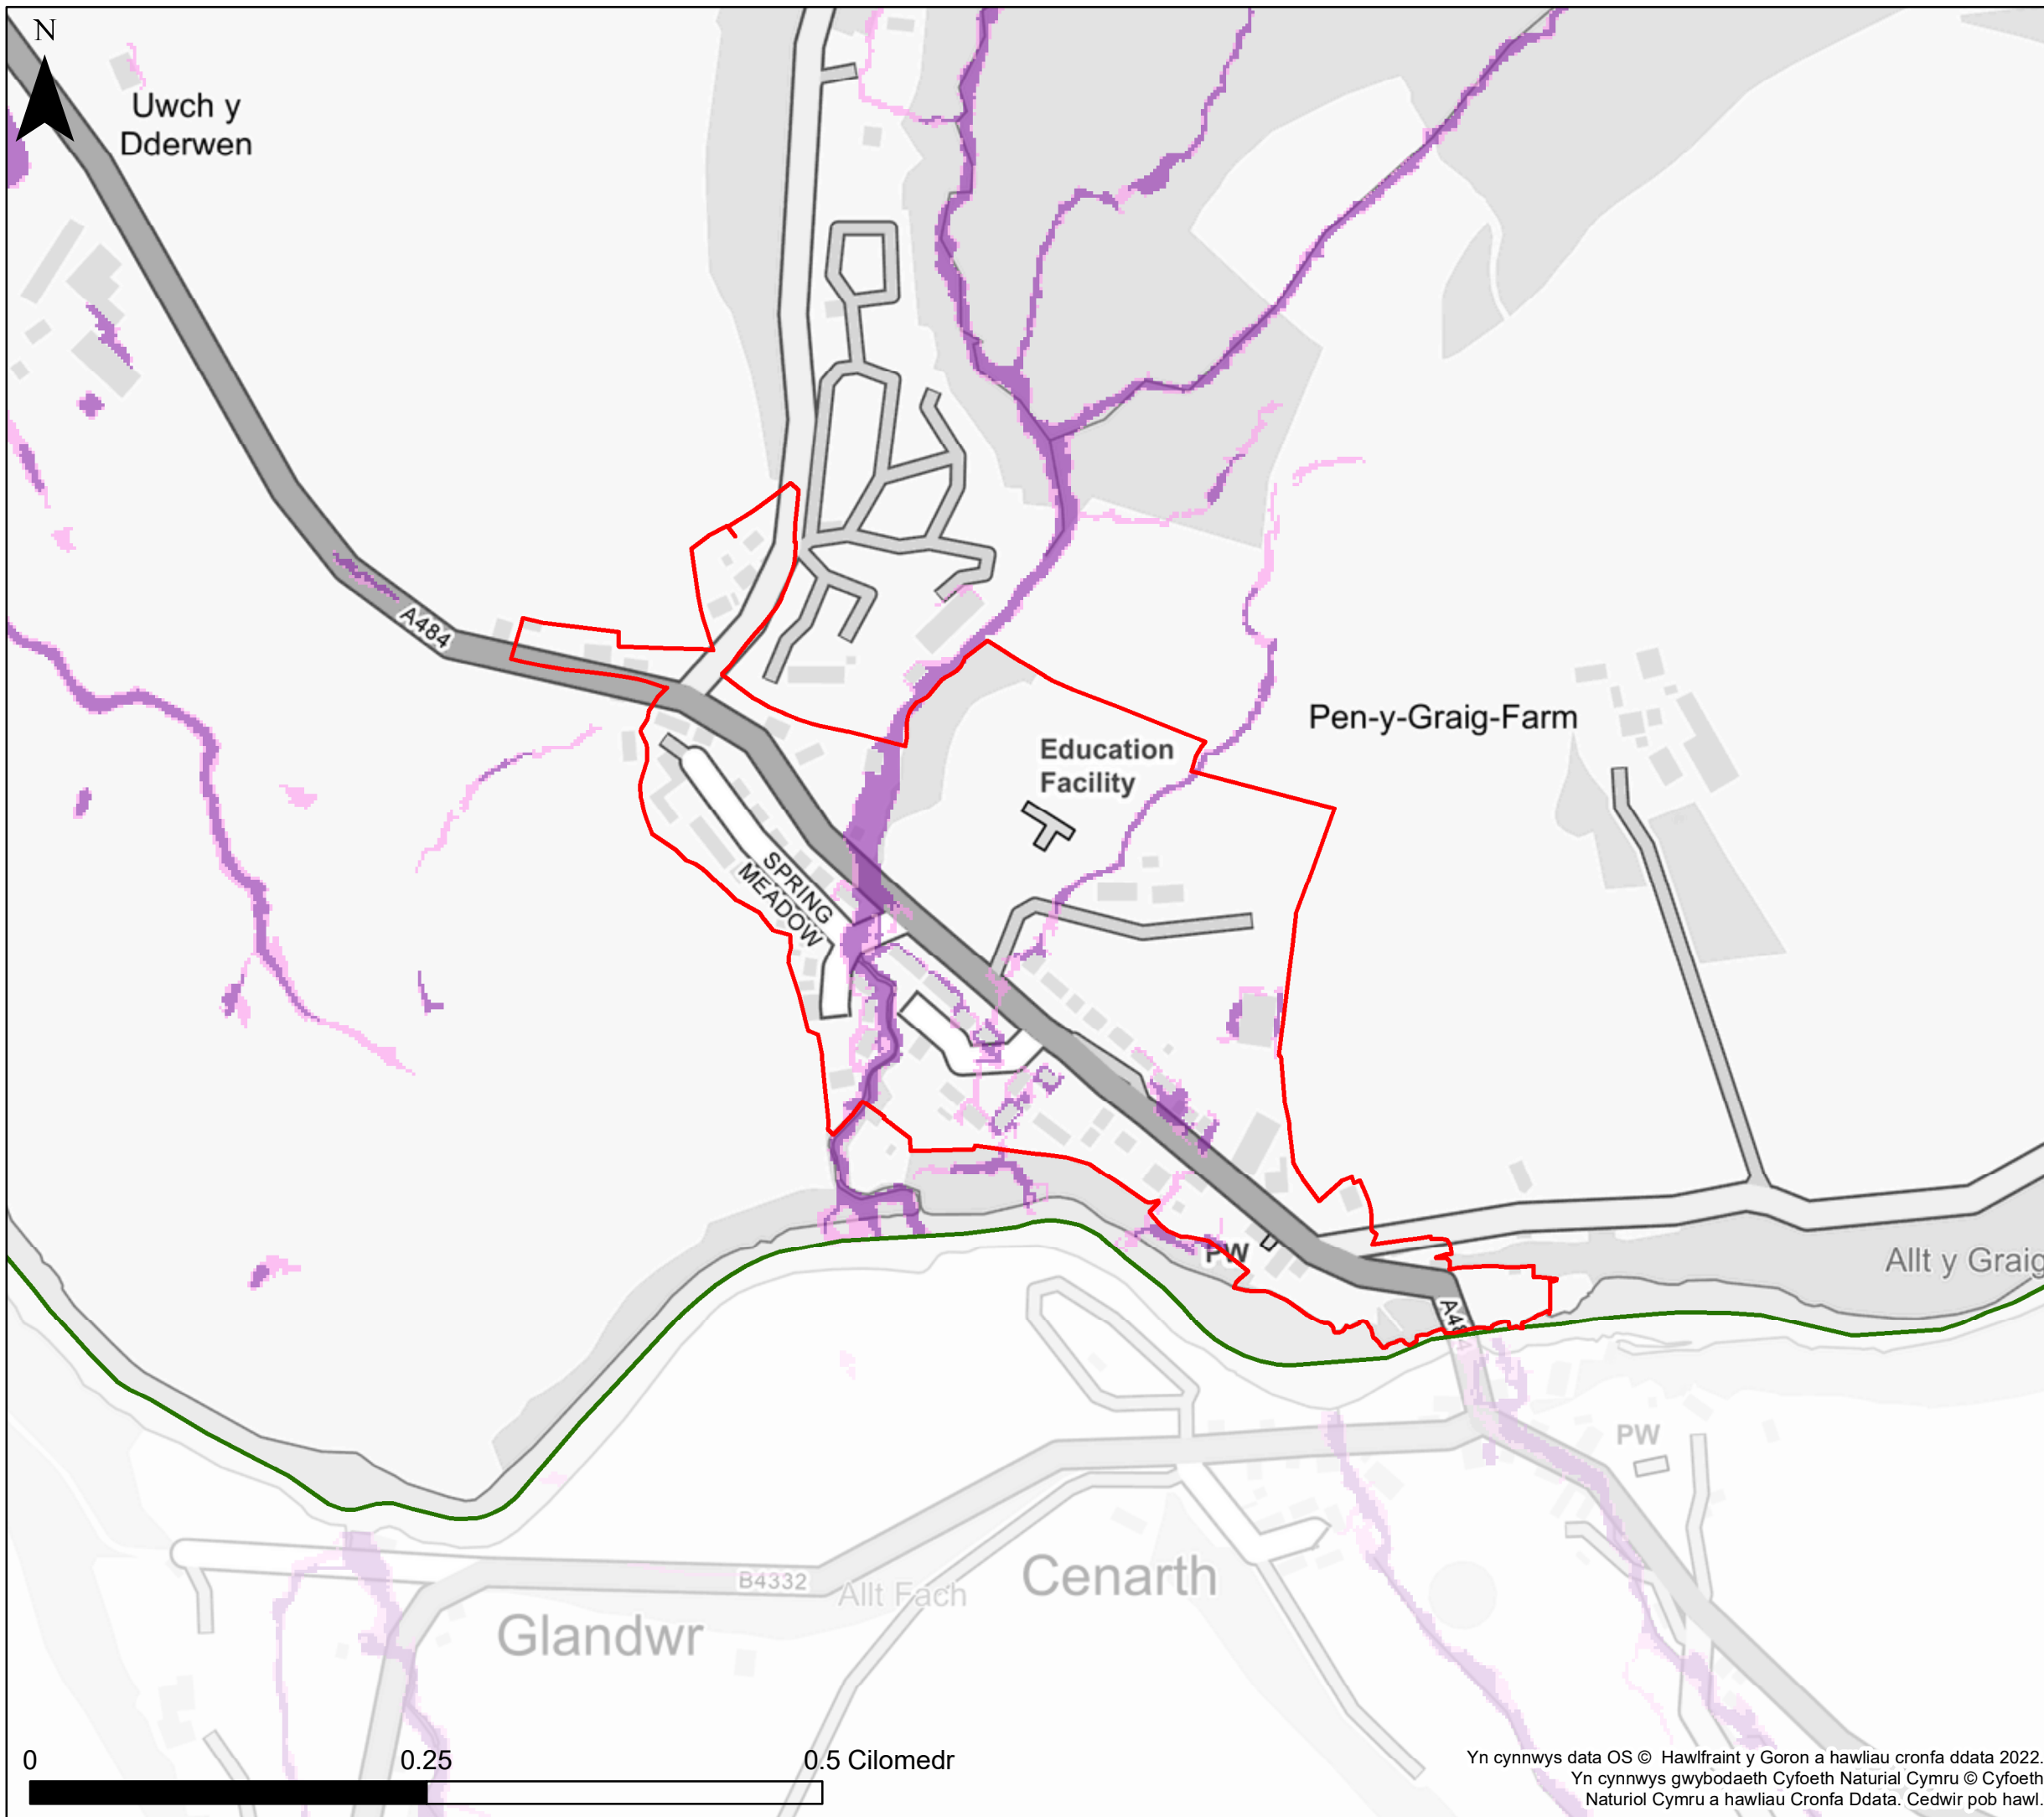 N
Uwch y
Dderwen
A484
Pen-y-Graig-Farm
Education
Facility
SPRING
MEADOW
PW
Allt y Graig
A484
PW
Cenarth
B4332
Allt Fach
Glandwr
0 0.25 0.5 Cilomedr
Yn cynnwys data OS © Hawlfraint y Goron a hawliau cronfa ddata 2022.
Yn cynnwys gwybodaeth Cyfoeth Naturial Cymru © Cyfoeth
Naturiol Cymru a hawliau Cronfa Ddata. Cedwir pob hawl.